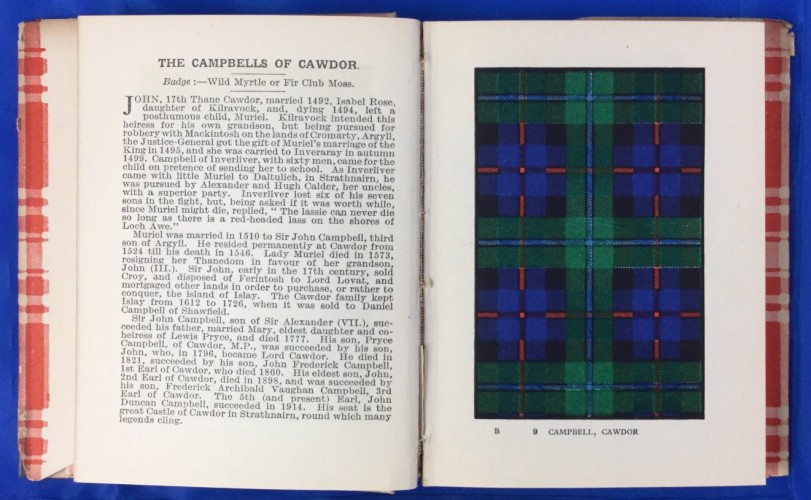 THE CAMPBELLS OF CAWDOR.
Badge :—Wild Myrtle or Fir Club Moss.
JOHN, 17th Thane Cawdor, married 1492, Isabel Rose,
daughter of Kilravock, and, dying 1494, left a
posthumous child, Muriel. Kilravock intended this
heiress for his own grandson, but being pursued for
robbery with Mackintosh on the lands of Cromarty, Argyll,
the Justice-General got the gift of Muriel's marriage of the
King in 1495, and she was carried to Inveraray in autumn
1499. Campbell of Inverliver, with sixty men, came for the
child on pretence of sending her to school. As Inverliver
came with little Muriel to Daltulich, in Strathnairn, he
was pursued by Alexander and Hugh Calder, her uncles,
with a superior party. Inverliver lost six of his seven
sons in the fight, but, being asked if it was worth while,
since Muriel might die, replied, " The lassie can never die
so long as there is a red-headed lass on the shores of
Loch Awe."
Muriel was married in 1510 to Sir John Campbell, third
son of Argyll. He resided permanently at Cawdor from
1524 till his death in 1546. Lady Muriel died in 1573,
resigning her Thanedom in favour of her grandson,
John (III.). Sir John, early in the 17th century, sold
Croy, and disposed of Ferintosh to Lord Lovat, and
mortgaged other lands in order to purchase, or rather to
conquer, the island of Islay. The Cawdor family kept
Islay from 1612 to 1726, when it was sold to Daniel
Campbell of Shawfield.
Sir John Campbell, son of Sir Alexander (VII.), suc-
ceeded his father, married Mary, eldest daughter and co-
heiress of Lewis Pryce, and died 1777. His son, Pryce
Campbell, of Cawdor, M.P., was succeeded by his son,
John, who, in 1796, became Lord Cawdor. He died in
1821, succeeded by his son, John Frederick Campbell,
1st Earl of Cawdor, who died 1860. His eldest son, John,
2nd Earl of Cawdor, died in 1898, and was succeeded by
his son, Frederick Archibald Vaughan Campbell, 3rd
Earl of Cawdor. The 5th (and present) Earl, John
Duncan Campbell, succeeded in 1914. His seat is the
great Castle of Cawdor in Strathnairn, round which many
legends cling.
B 9 CAMPBELL, CAWDOR